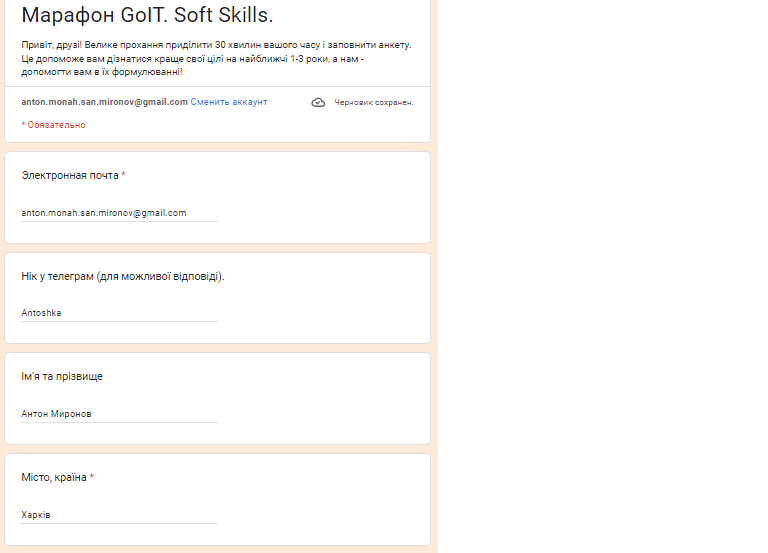 Марафон GoIT. Soft Skills.
Привіт, друзі! Велике прохання приділити 30 хвилин вашого часу і заповнити анкету.
Це допоможе вам дізнатися краще свої цілі на найближчі 1-3 роки, а нам -
допомогти вам в їх формулюванні!
anton.monah.san.mironov@gmail.com Сменить аккаунт
Черновик сохранен.
* Обязательно
Электронная почта *
anton.monah.san.mironov@gmail.com
Нік у телеграм (для можливої відповіді).
Antoshka
Ім'я та прізвище
Антон Миронов
Місто, країна *
Харків